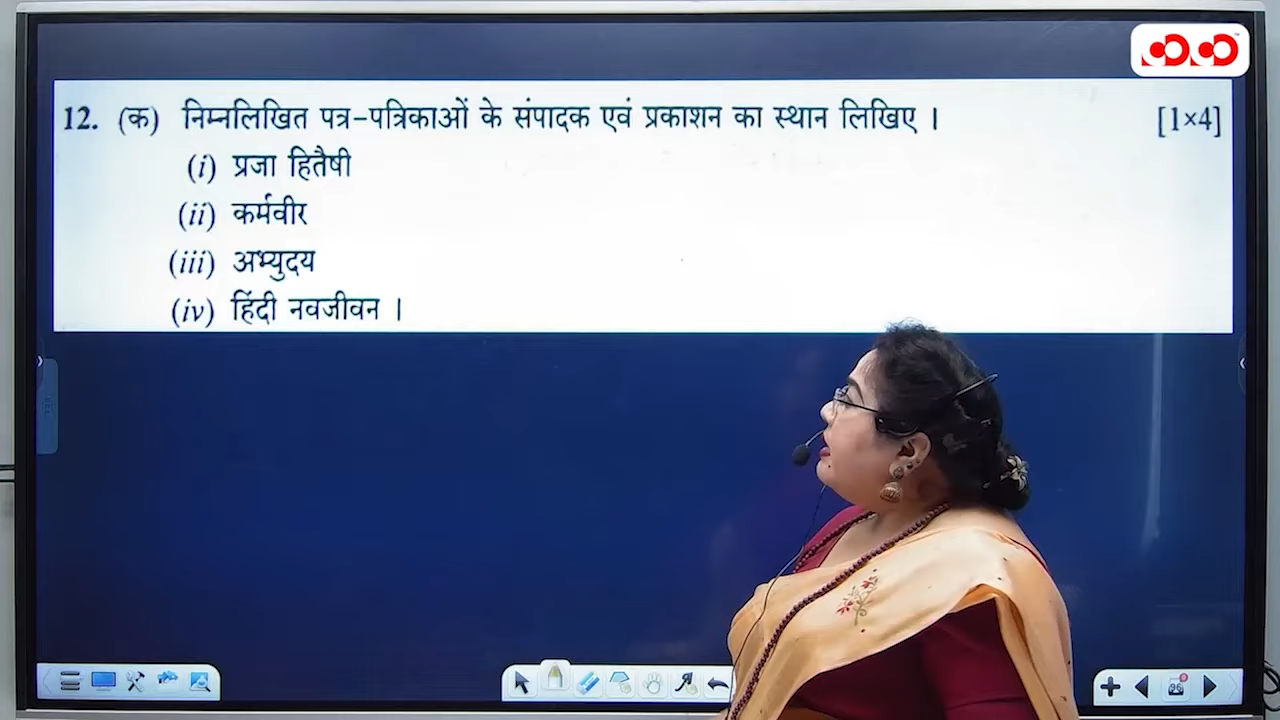 12. (क) निम्नलिखित पत्र-पत्रिकाओं के संपादक एवं प्रकाशन का स्थान लिखिए । [1×4]
(i) प्रजा हितैषी
(ii) कर्मवीर
(iii) अभ्युदय
(iv) हिंदी नवजीवन ।